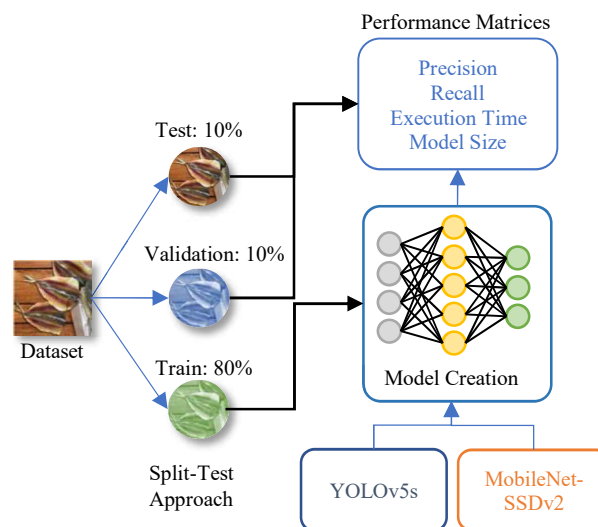 Performance Matrices
Precision
Recall
Execution Time
Model Size
Test: 10%
Validation: 10%
Dataset
Train: 80%
Model Creation
Split-Test
Approach
YOLOv5s
MobileNet-
SSDv2